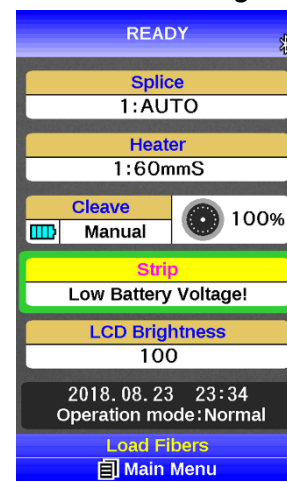 READY
Splice
1:AUTO
Heater
1:60mmS
Cleave
Manual
100%
Strip
Low Battery Voltage!
LCD Brightness
100
2018.08.23 23:34
Operation mode:Normal
Load Fibers
Main Menu